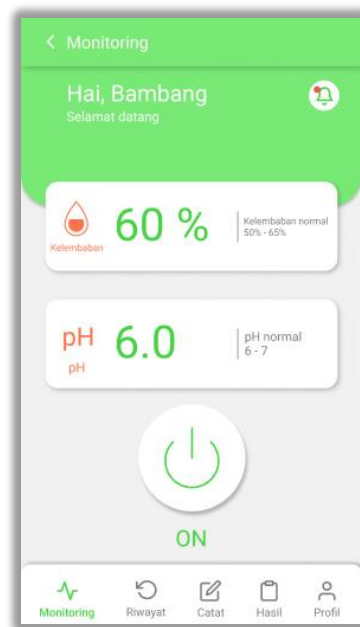 Monitoring
Hai, Bambang
Selamat datang
60 %
Kelembaban normal
50% - 65%
Kelembaban
pH
6.0
pH normal
6 - 7
pH
ON
Monitoring
Riwayat
Catat
Hasil
Profil